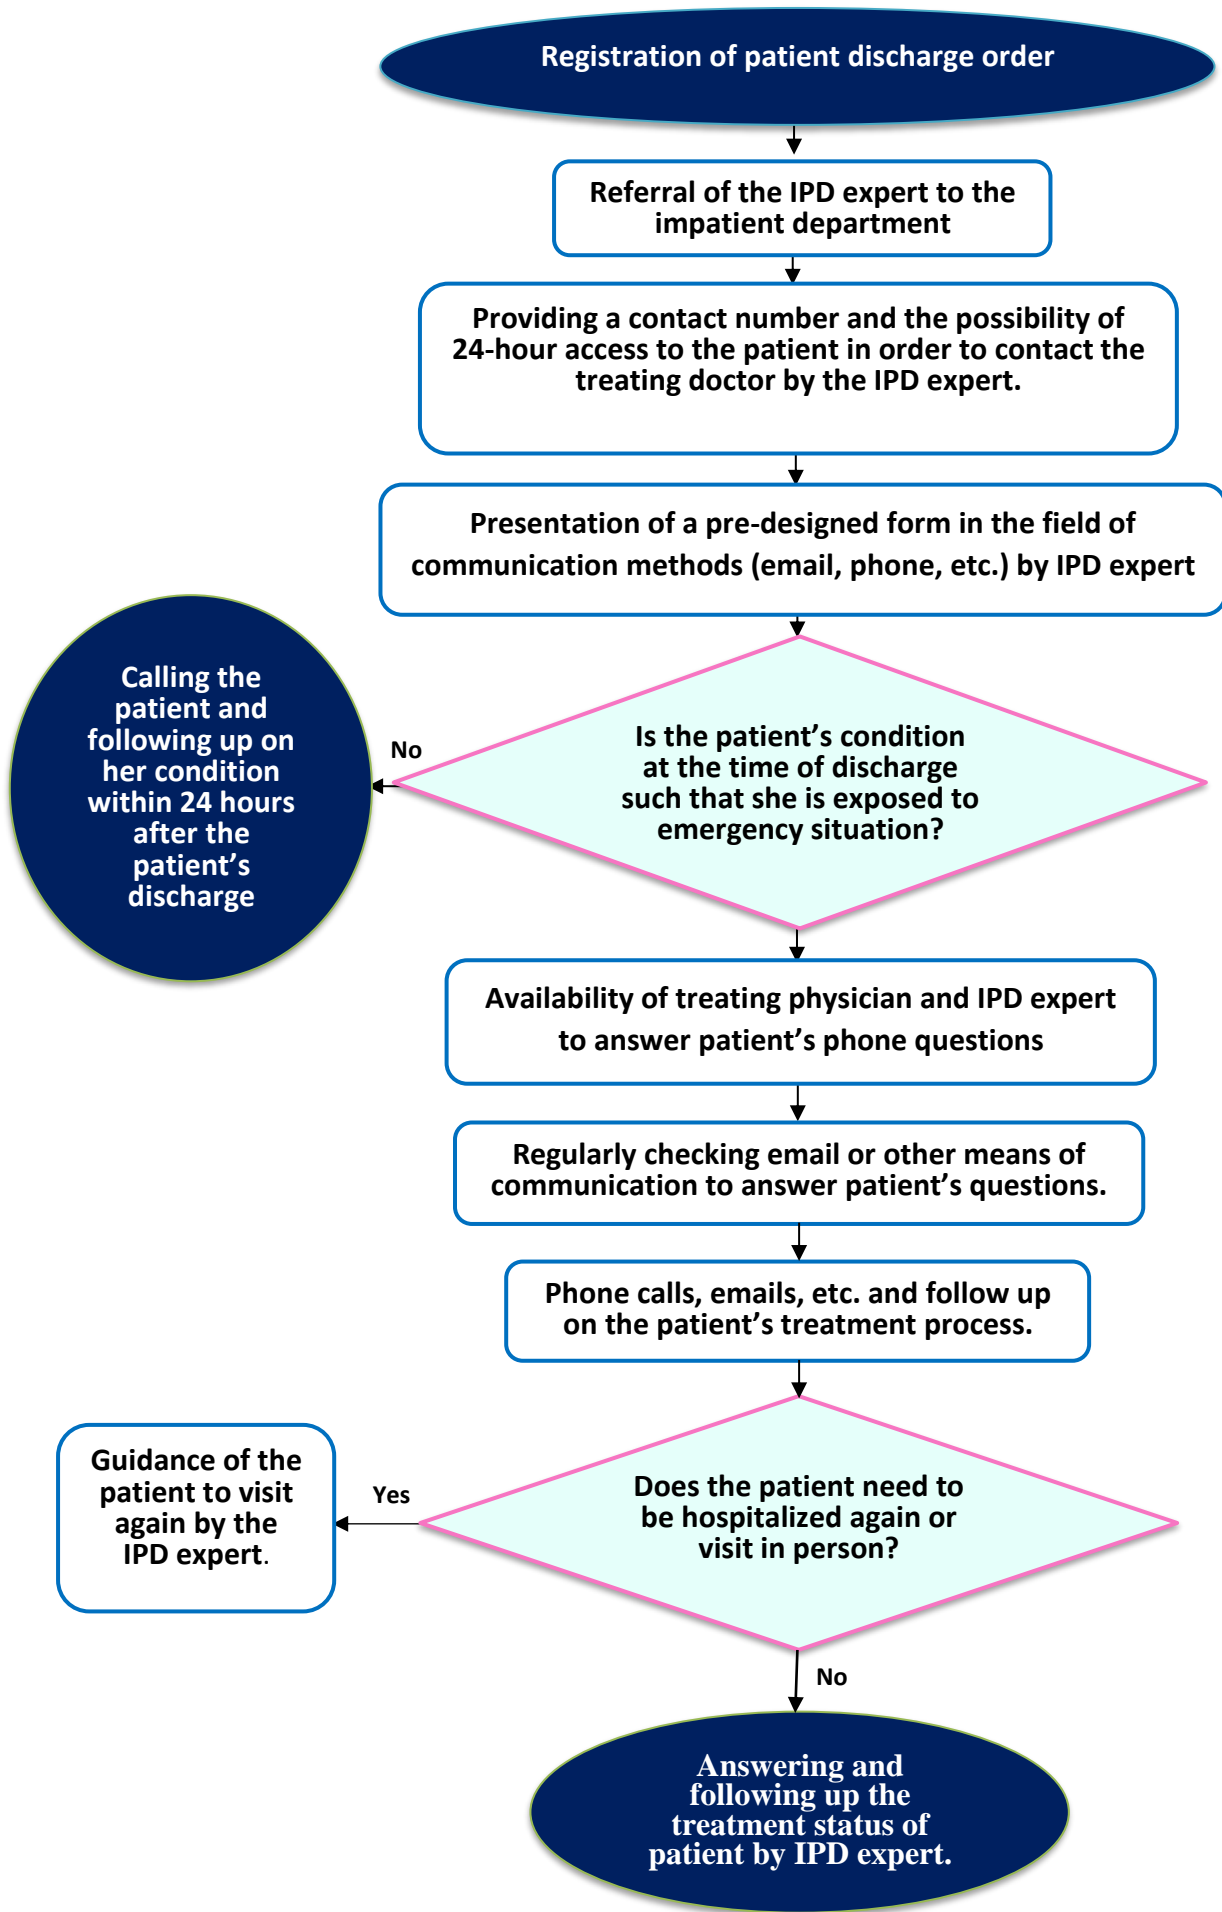 Registration of patient discharge order
Referral of the IPD expert to the
impatient department
Providing a contact number and the possibility of
24-hour access to the patient in order to contact the
treating doctor by the IPD expert.
Presentation of a pre-designed form in the field of
communication methods (email, phone, etc.) by IPD expert
Is the patient’s condition
at the time of discharge
such that she is exposed to
emergency situation?
No
Calling the
patient and
following up on
her condition
within 24 hours
after the
patient’s
discharge
Availability of treating physician and IPD expert
to answer patient’s phone questions
Regularly checking email or other means of
communication to answer patient’s questions.
Phone calls, emails, etc. and follow up
on the patient’s treatment process.
Does the patient need to
be hospitalized again or
visit in person?
Yes
Guidance of the
patient to visit
again by the
IPD expert.
No
Answering and
following up the
treatment status of
patient by IPD expert.